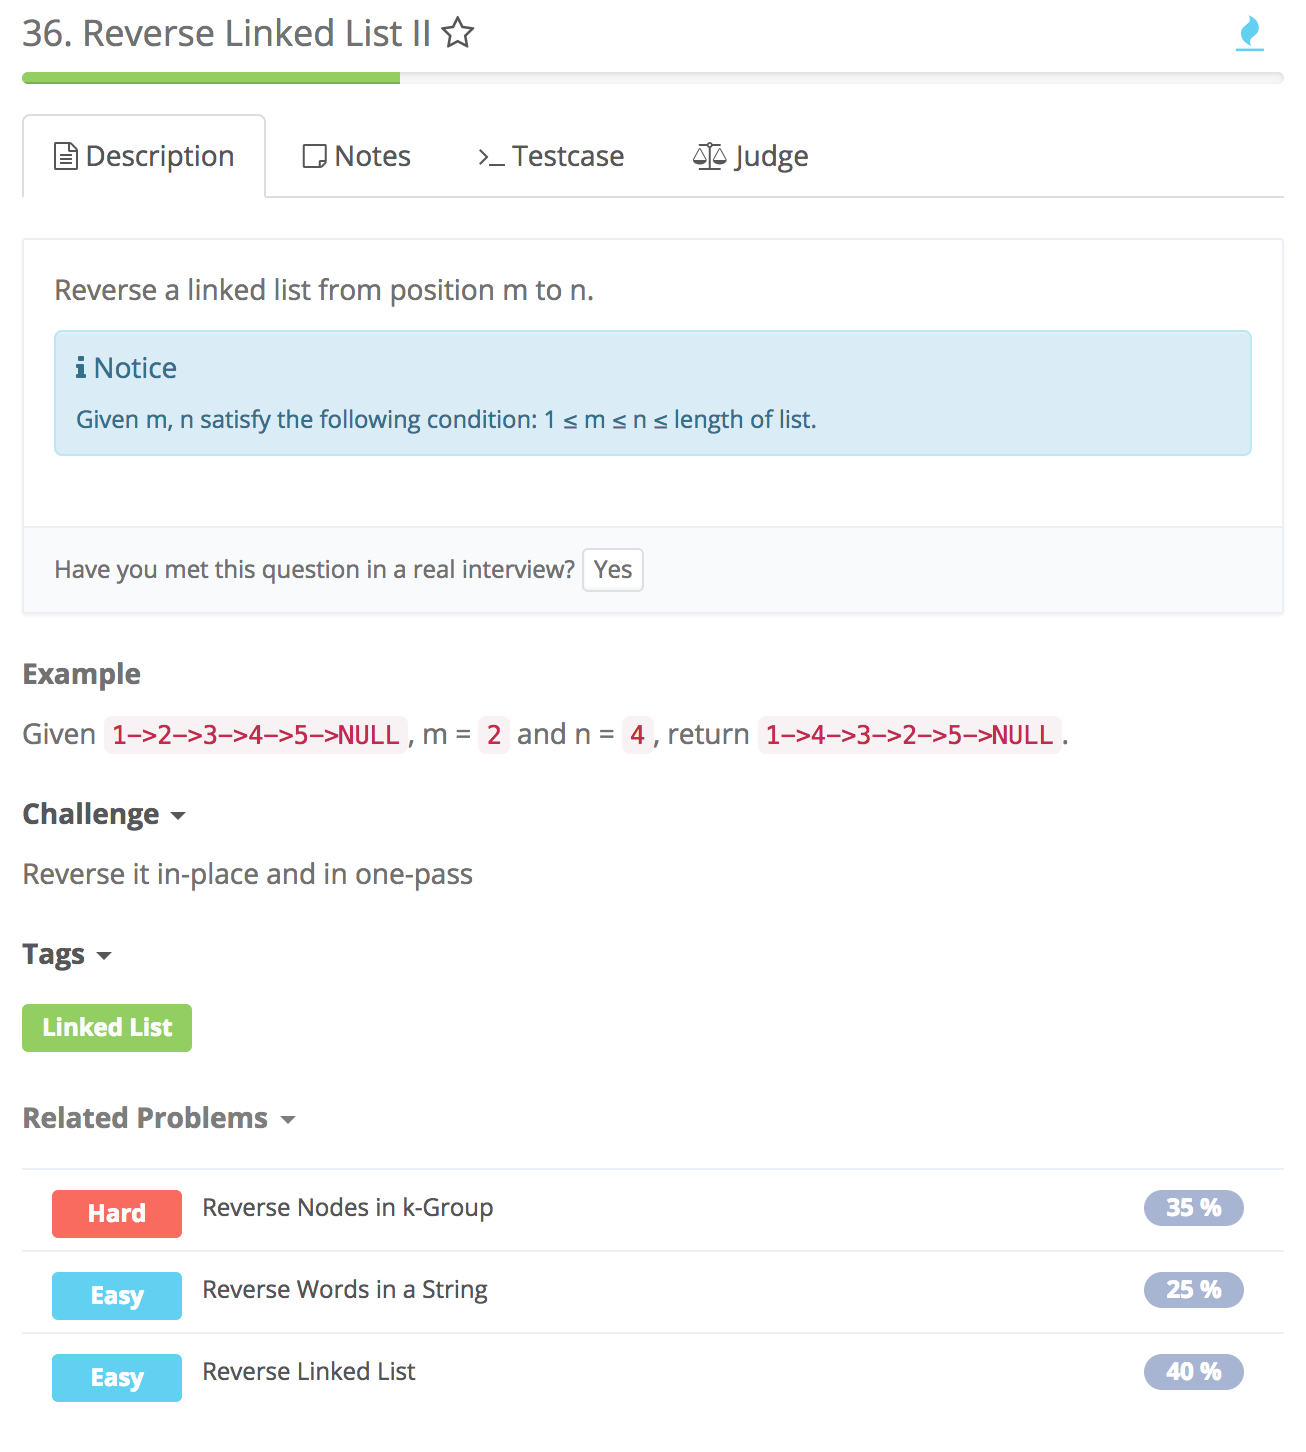 36. Reverse Linked List II
Description Notes >_ Testcase Judge
Reverse a linked list from position m to n.
Notice
Given m, n satisfy the following condition: 1 ≤ m ≤ n ≤ length of list.
Have you met this question in a real interview? Yes
Example
Given 1->2->3->4->5->NULL, m = 2 and n = 4, return 1->4->3->2->5->NULL.
Challenge
Reverse it in-place and in one-pass
Tags
Linked List
Related Problems
Hard Reverse Nodes in k-Group 35 %
Easy Reverse Words in a String 25 %
Easy Reverse Linked List 40 %